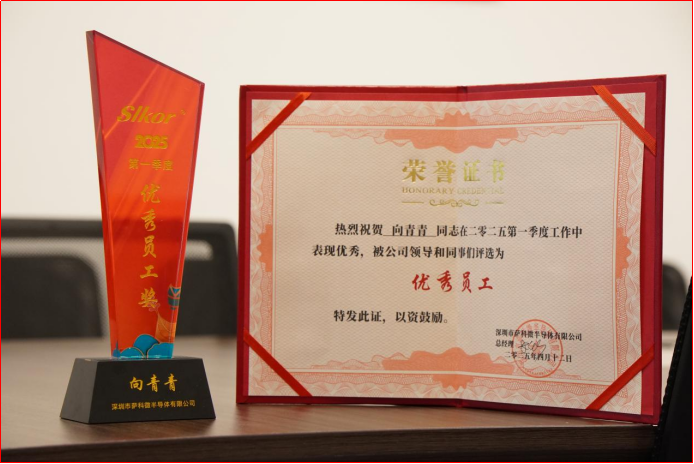 Slkor
2025
第一季度
优秀员工奖
向青青
深圳市萨科微半导体有限公司
荣誉证书
HONORARY CREDENTIAL
热烈祝贺 向青青 同志在二零二五第一季度工作中
表现优秀，被公司领导和同事们评选为
优秀员工
特发此证，以资鼓励。
深圳市萨科微半导体有限公司
总经理
二零二五年四月十二日